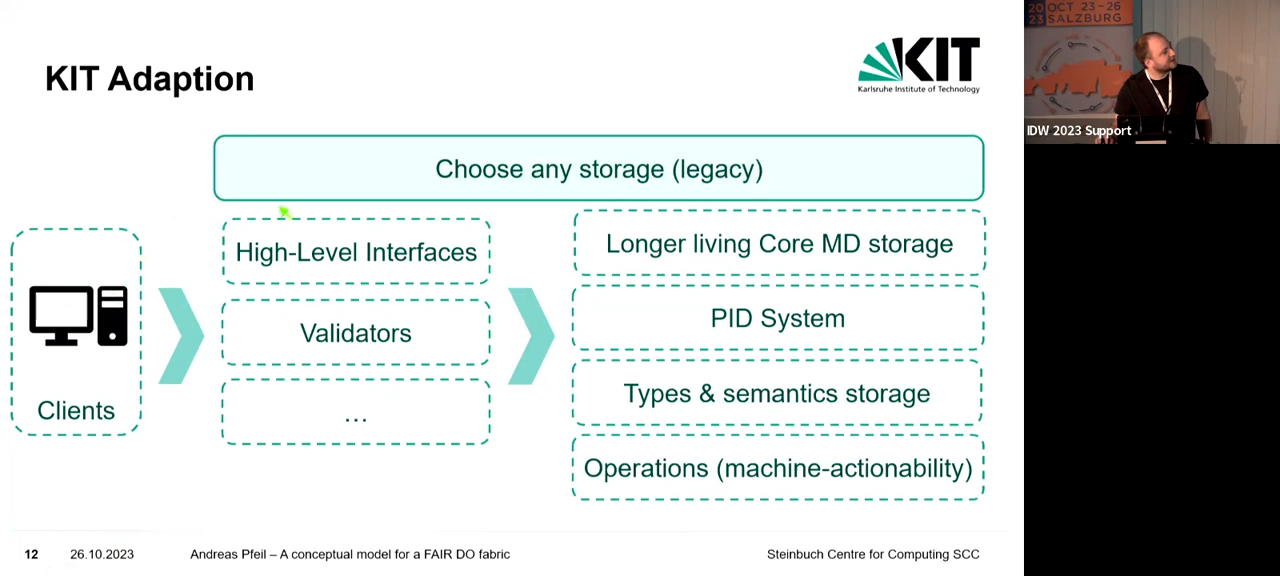 KIT Adaption
KIT
Karlsruhe Institute of Technology
Choose any storage (legacy)
High-Level Interfaces
Validators
...
Clients
Longer living Core MD storage
PID System
Types & semantics storage
Operations (machine-actionability)
12 26.10.2023 Andreas Pfeil – A conceptual model for a FAIR DO fabric Steinbuch Centre for Computing SCC
20 OCT 23–26
23 SALZBURG
IDW 2023 Support